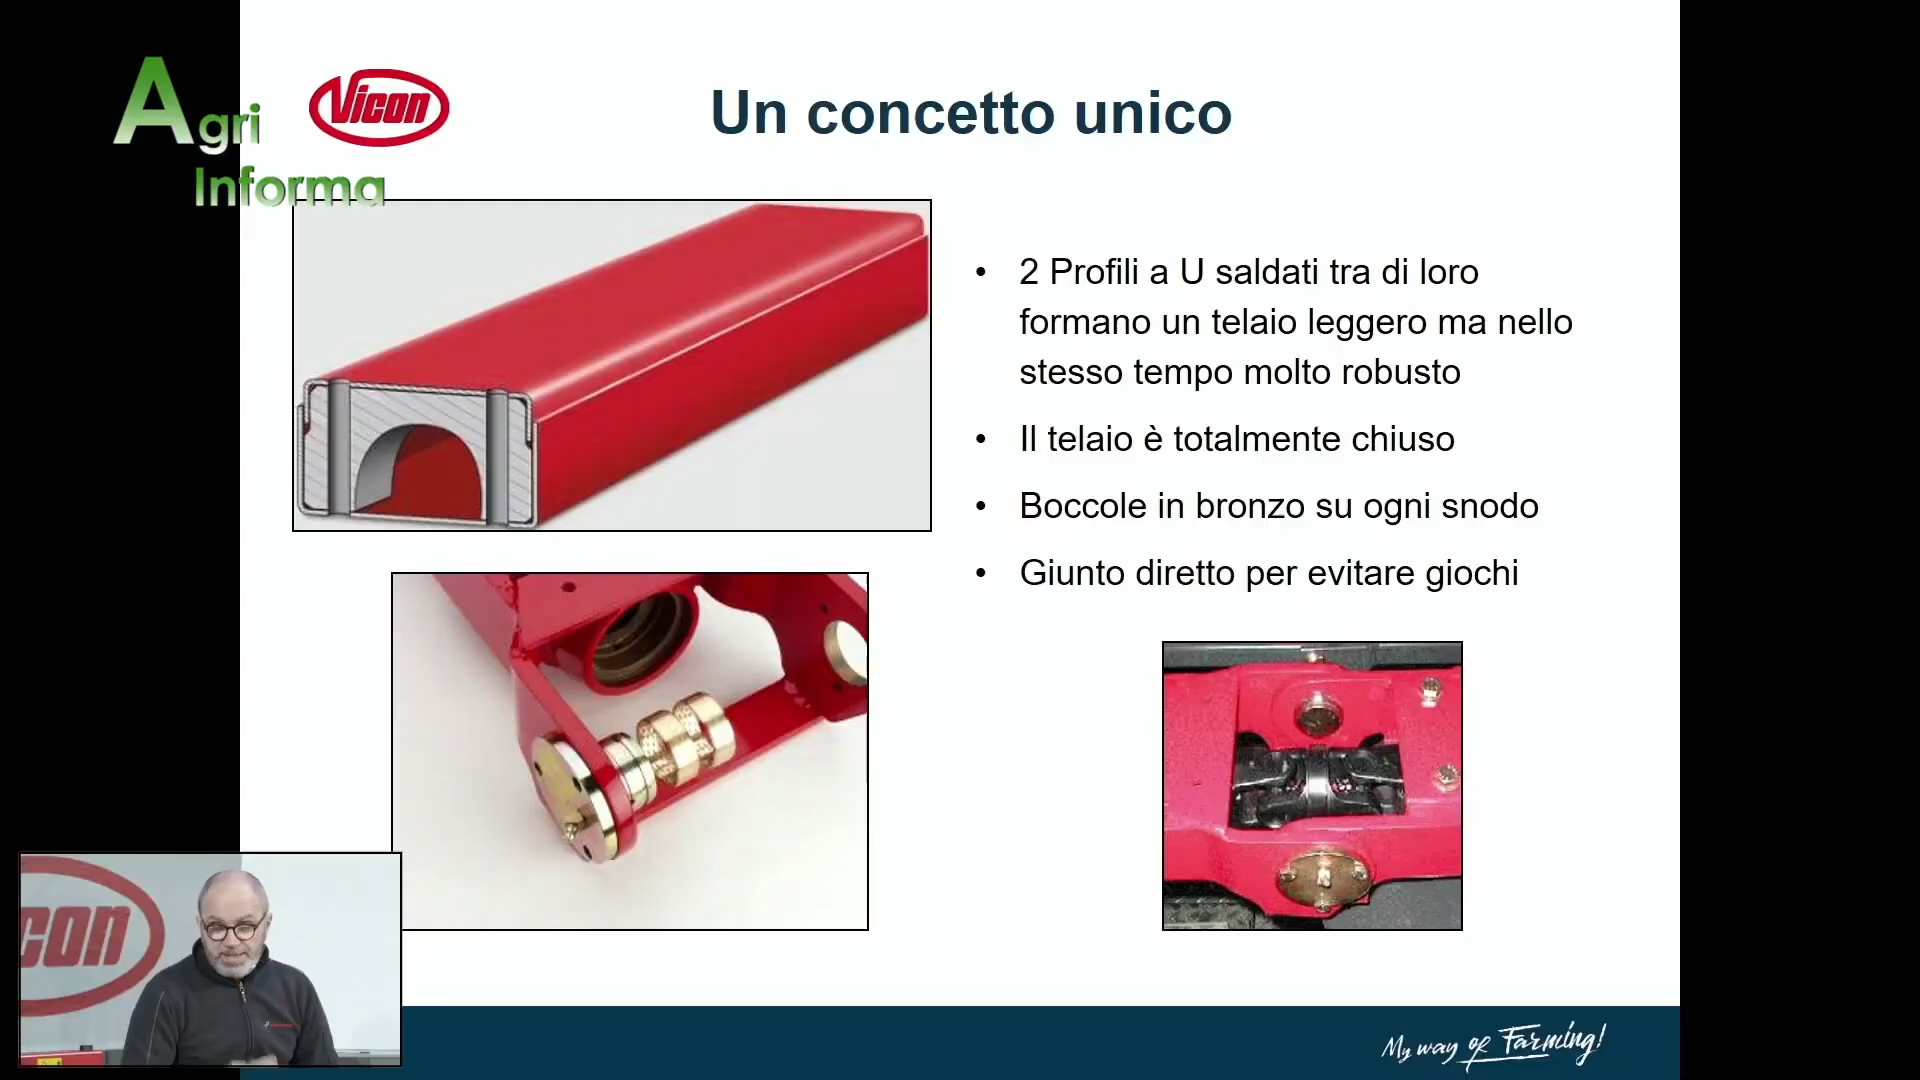 Agri
Informa
Vicon
Un concetto unico
• 2 Profili a U saldati tra di loro
formano un telaio leggero ma nello
stesso tempo molto robusto
• Il telaio è totalmente chiuso
• Boccole in bronzo su ogni snodo
• Giunto diretto per evitare giochi
icon
My way of Farming!